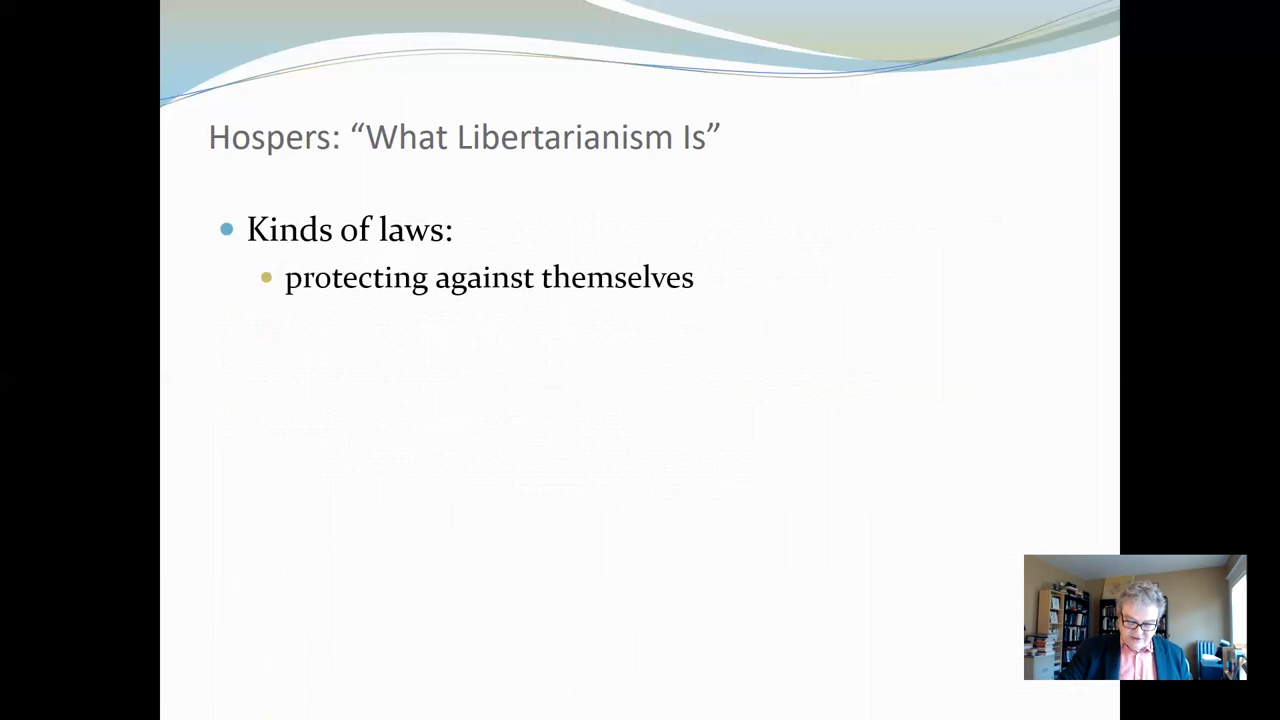 Hospers: “What Libertarianism Is”
Kinds of laws:
protecting against themselves